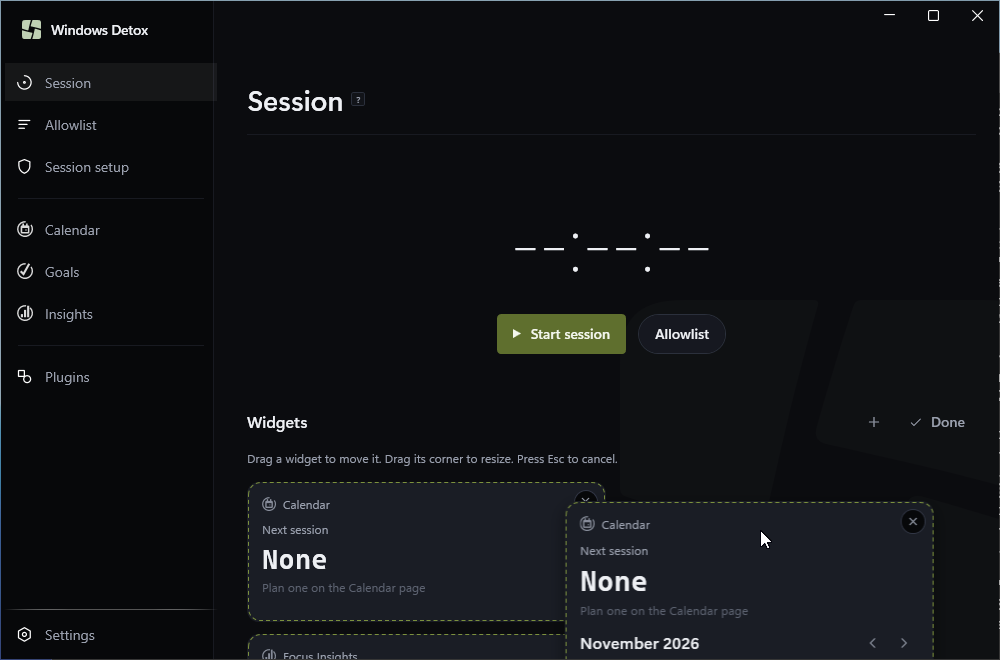 Windows Detox
Session
Allowlist
Session setup
Calendar
Goals
Insights
Plugins
Settings
Session ?
--:--:--
Start session
Allowlist
Widgets
Done
Drag a widget to move it. Drag its corner to resize. Press Esc to cancel.
Calendar
Next session
None
Plan one on the Calendar page
Focus Insights
Calendar
Next session
None
Plan one on the Calendar page
November 2026